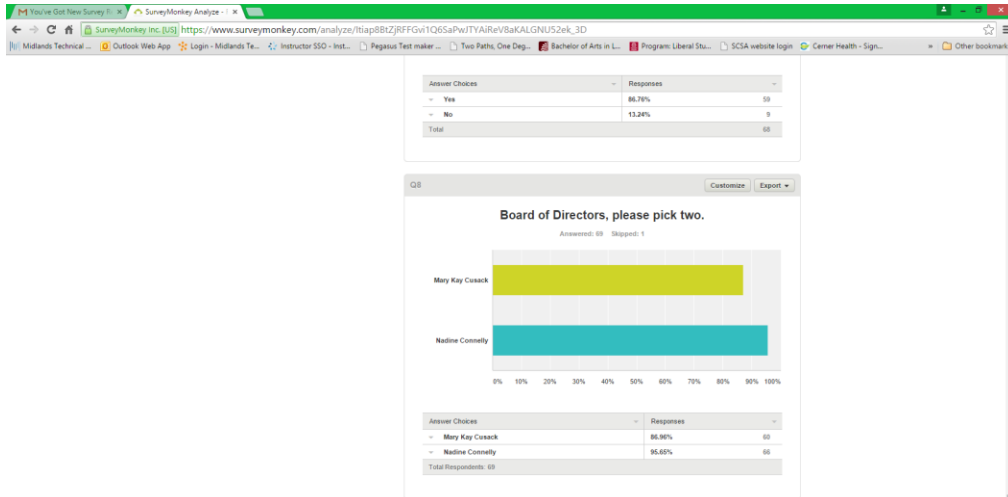 You've Got New Survey R
SurveyMonkey Analyze - 
SurveyMonkey Inc. [US] https://www.surveymonkey.com/analyze/Itiap8BtZjRFFGvi1Q6SaPwJTYAiReV8aKALGNU52ek_3D
Midlands Technical ... Outlook Web App Login - Midlands Te... Instructor SSO - Inst... Pegasus Test maker ... Two Paths, One Deg... Bachelor of Arts in L... Program: Liberal Stu... SCSA website login Cerner Health - Sign... » Other bookmark
Answer Choices Responses
Yes 86.76% 59
No 13.24% 9
Total 68
Q8 Customize Export
Board of Directors, please pick two.
Answered: 69 Skipped: 1
Mary Kay Cusack
Nadine Connelly
0% 10% 20% 30% 40% 50% 60% 70% 80% 90% 100%
Answer Choices Responses
Mary Kay Cusack 86.96% 60
Nadine Connelly 95.65% 66
Total Respondents: 69